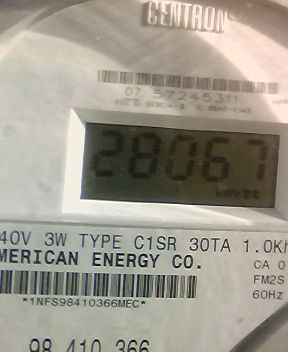 CENTRON
07 57245311
28067
kWh
40V 3W TYPE C1SR 30TA 1.0Kh
MERICAN ENERGY CO.
CA 0
FM2S
60Hz
*1NFS98410366MEC*
98 410 366